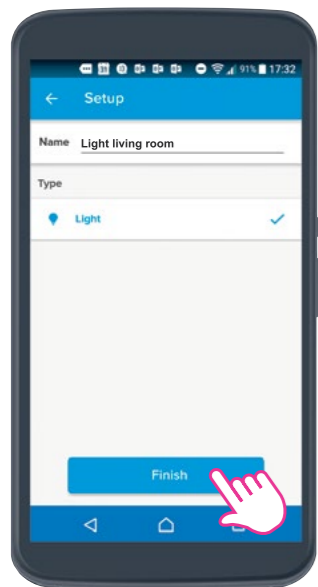 91% 17:32
Setup
Name Light living room
Type
Light
Finish